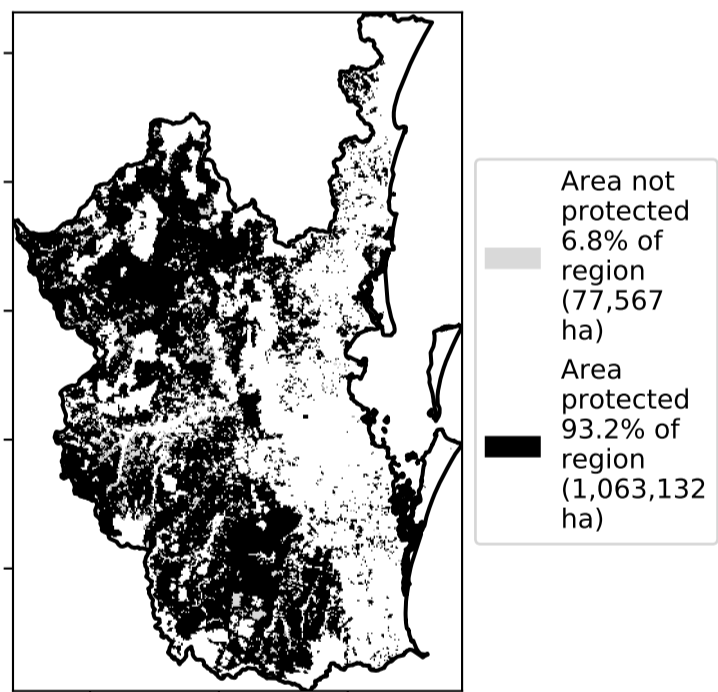 Area not
protected
6.8% of
region
(77,567
ha)
Area
protected
93.2% of
region
(1,063,132
ha)